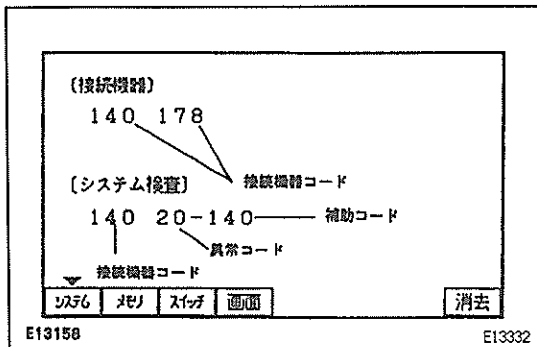 〔接続機器〕
140 178
接続機器コード
〔システム検査〕
140 20-140 補助コード
異常コード
接続機器コード
システム メモリ スイッチ 画面 消去
E13158 E13332